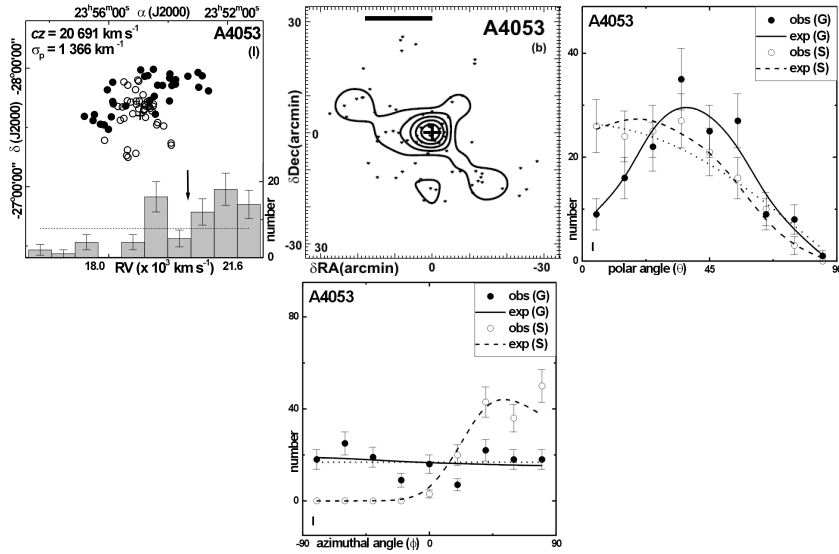 23ʰ56ᵐ00ˢ α (J2000) 23ʰ52ᵐ00ˢ
cz = 20 691 km s⁻¹ A4053
σₚ = 1 366 km⁻¹ (l)
-28°00'00"
δ (J2000)
-27°00'00"
20
10
0
number
18.0 RV (x 10³ km s⁻¹) 21.6
30
0
-30
δDec(arcmin)
A4053
(b)
30
δRA(arcmin) 0 -30
A4053
obs (G)
exp (G)
obs (S)
exp (S)
40
20
0
number
I
0 polar angle (θ) 45 90
A4053
obs (G)
exp (G)
obs (S)
exp (S)
80
40
0
number
I
-90 azimuthal angle (ϕ) 0 90